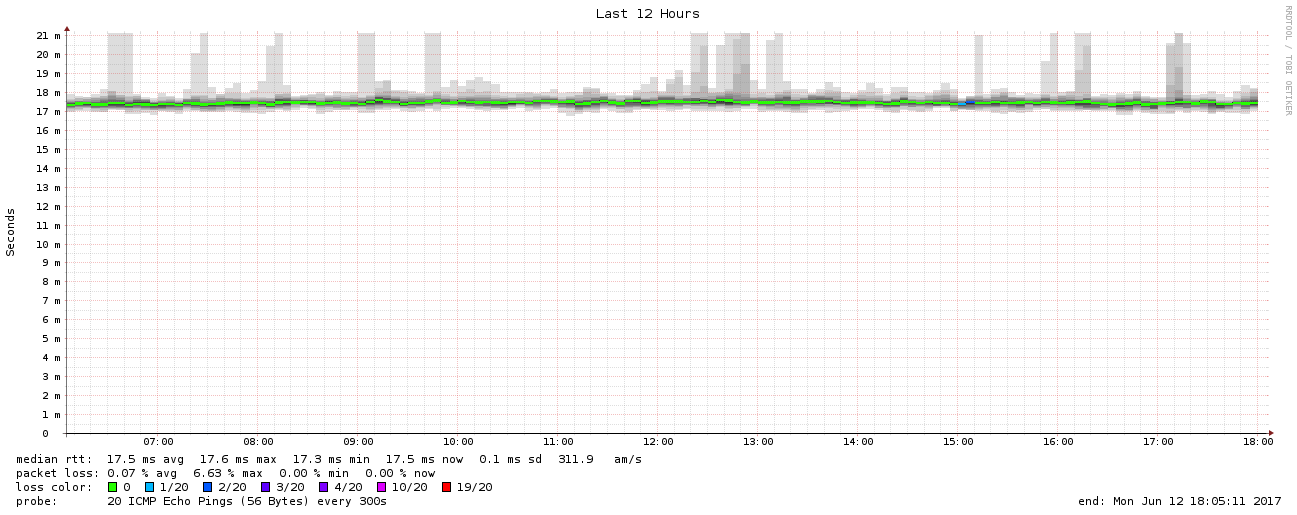 Last 12 Hours
RRDTOOL / TOBI OETIKER
Seconds
21 m
20 m
19 m
18 m
17 m
16 m
15 m
14 m
13 m
12 m
11 m
10 m
9 m
8 m
7 m
6 m
5 m
4 m
3 m
2 m
1 m
0
07:00 08:00 09:00 10:00 11:00 12:00 13:00 14:00 15:00 16:00 17:00 18:00
median rtt: 17.5 ms avg 17.6 ms max 17.3 ms min 17.5 ms now 0.1 ms sd 311.9 am/s
packet loss: 0.07 % avg 6.63 % max 0.00 % min 0.00 % now
loss color: 0 1/20 2/20 3/20 4/20 10/20 19/20
probe: 20 ICMP Echo Pings (56 Bytes) every 300s
end: Mon Jun 12 18:05:11 2017